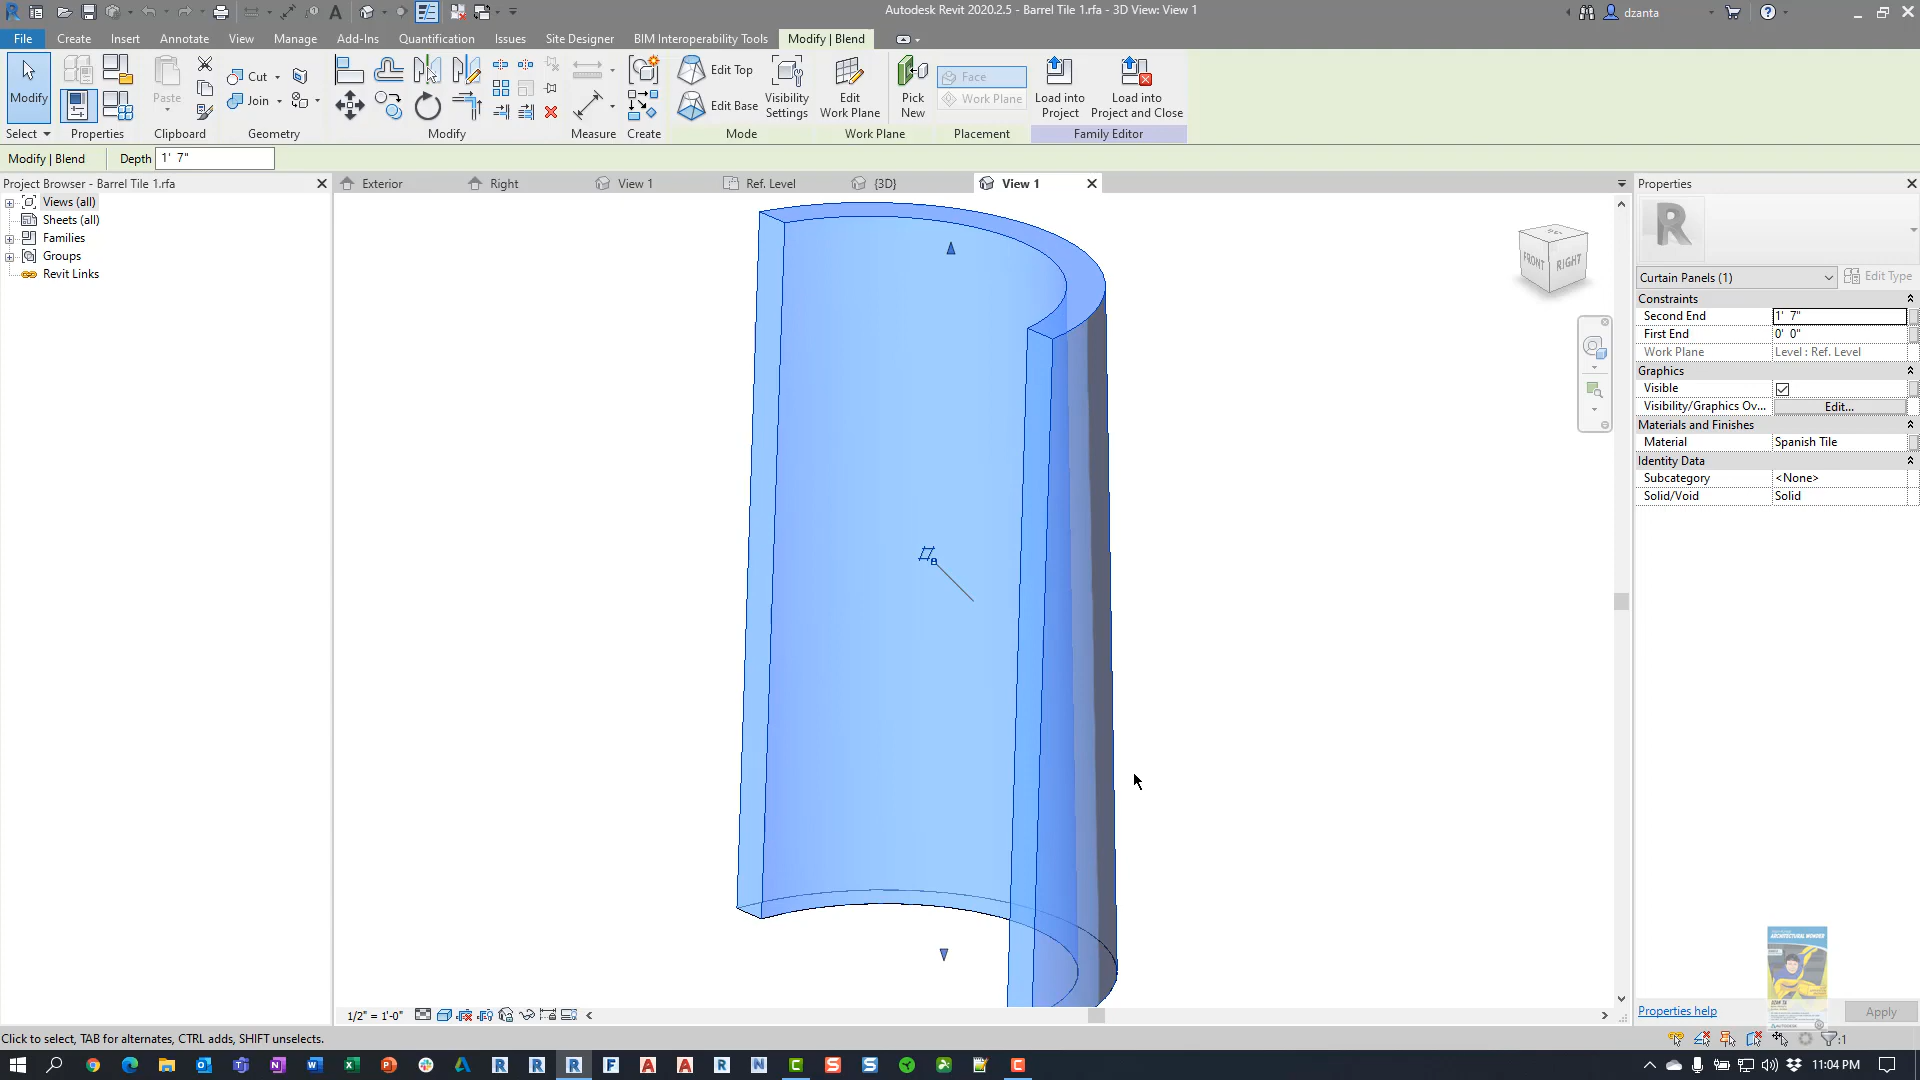 Autodesk Revit 2020.2.5 - Barrel Tile 1.rfa - 3D View: View 1
dzanta
File Create Insert Annotate View Manage Add-Ins Quantification Issues Site Designer BIM Interoperability Tools Modify | Blend
Modify
Paste
Cut
Join
Edit Top
Edit Base
Visibility Settings
Edit Work Plane
Pick New
Face
Work Plane
Load into Project
Load into Project and Close
Select Properties Clipboard Geometry Modify Measure Create Mode Work Plane Placement Family Editor
Modify | Blend Depth 1' 7"
Project Browser - Barrel Tile 1.rfa
Exterior Right View 1 Ref. Level {3D} View 1
Properties
Views (all)
Sheets (all)
Families
Groups
Revit Links
FRONT RIGHT
R
Curtain Panels (1) Edit Type
Constraints
Second End 1' 7"
First End 0' 0"
Work Plane Level : Ref. Level
Graphics
Visible
Visibility/Graphics Ov... Edit...
Materials and Finishes
Material Spanish Tile
Identity Data
Subcategory <None>
Solid/Void Solid
ARCHITECTURAL WONDER
AUTODESK
Properties help Apply
1/2" = 1'-0"
Click to select, TAB for alternates, CTRL adds, SHIFT unselects.
:1
11:04 PM